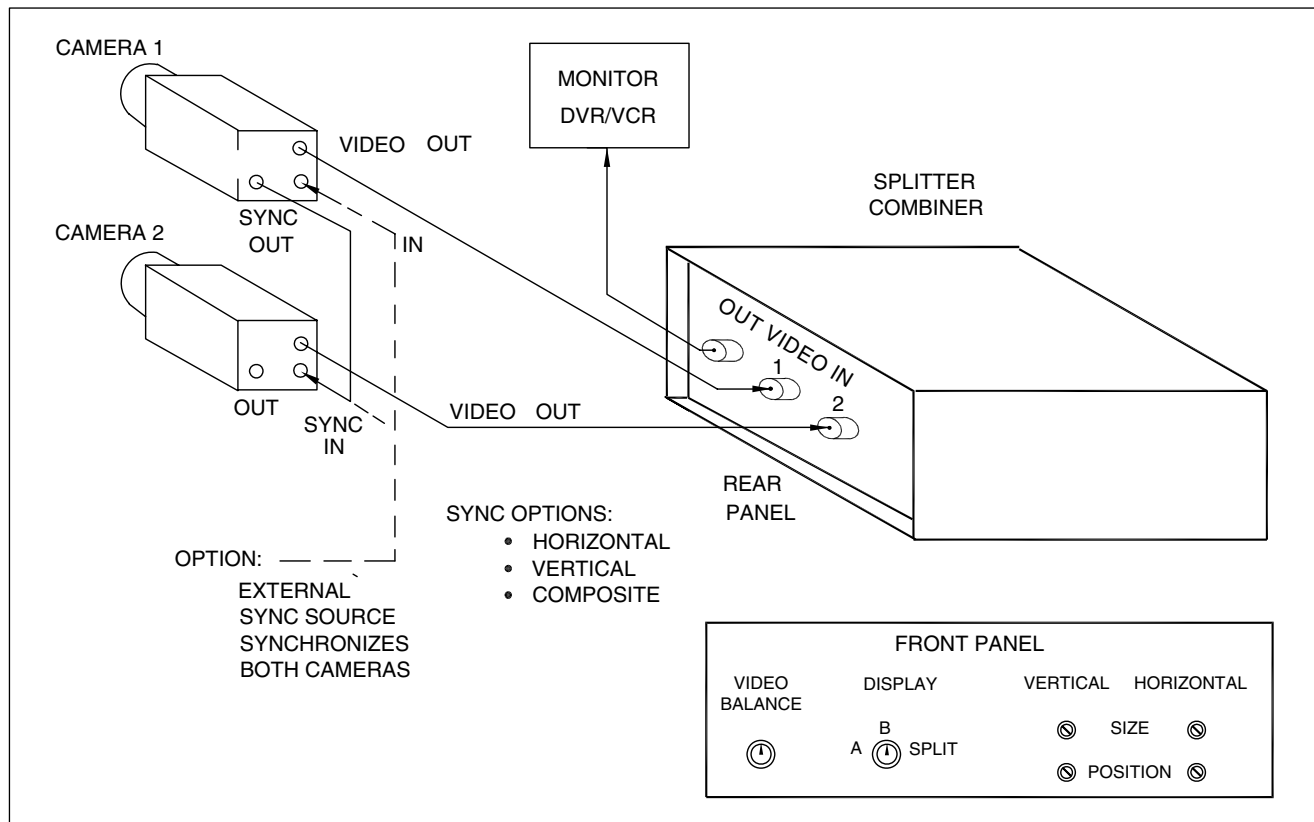 CAMERA 1
VIDEO OUT
SYNC
OUT
IN
CAMERA 2
OUT
SYNC
IN
VIDEO OUT
MONITOR
DVR/VCR
SPLITTER
COMBINER
OUT VIDEO IN
1
2
REAR
PANEL
SYNC OPTIONS:
• HORIZONTAL
• VERTICAL
• COMPOSITE
OPTION:
EXTERNAL
SYNC SOURCE
SYNCHRONIZES
BOTH CAMERAS
FRONT PANEL
VIDEO
BALANCE
DISPLAY
A
B
SPLIT
VERTICAL HORIZONTAL
SIZE
POSITION